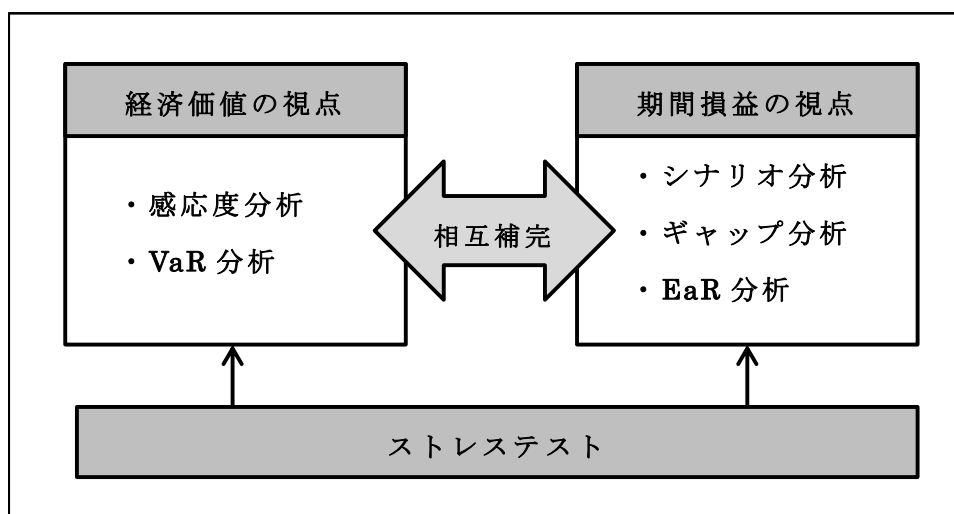 経済価値の視点
・感応度分析
・VaR 分析
相互補完
期間損益の視点
・シナリオ分析
・ギャップ分析
・EaR 分析
ストレステスト